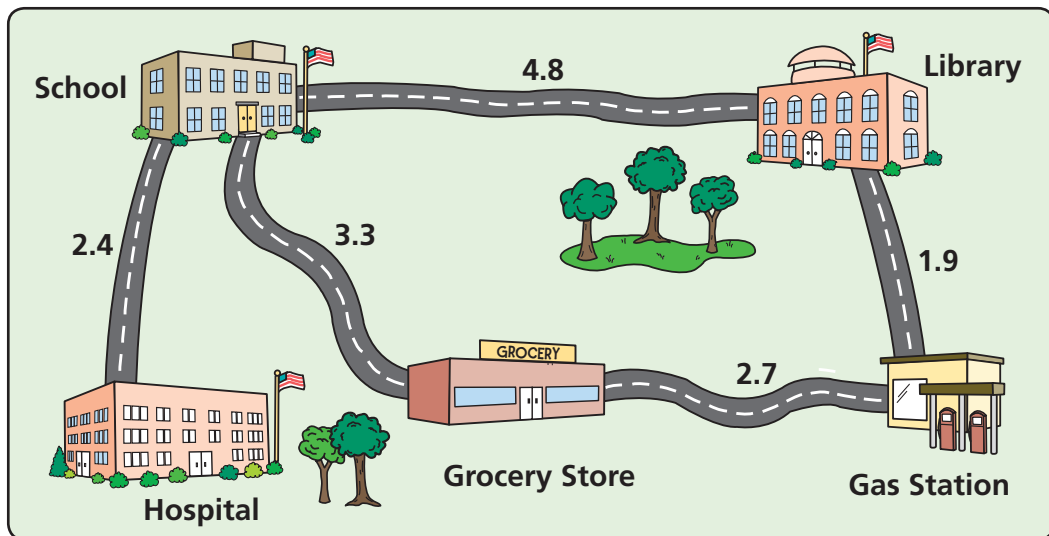 School
4.8
Library
2.4
3.3
1.9
GROCERY
2.7
Grocery Store
Gas Station
Hospital